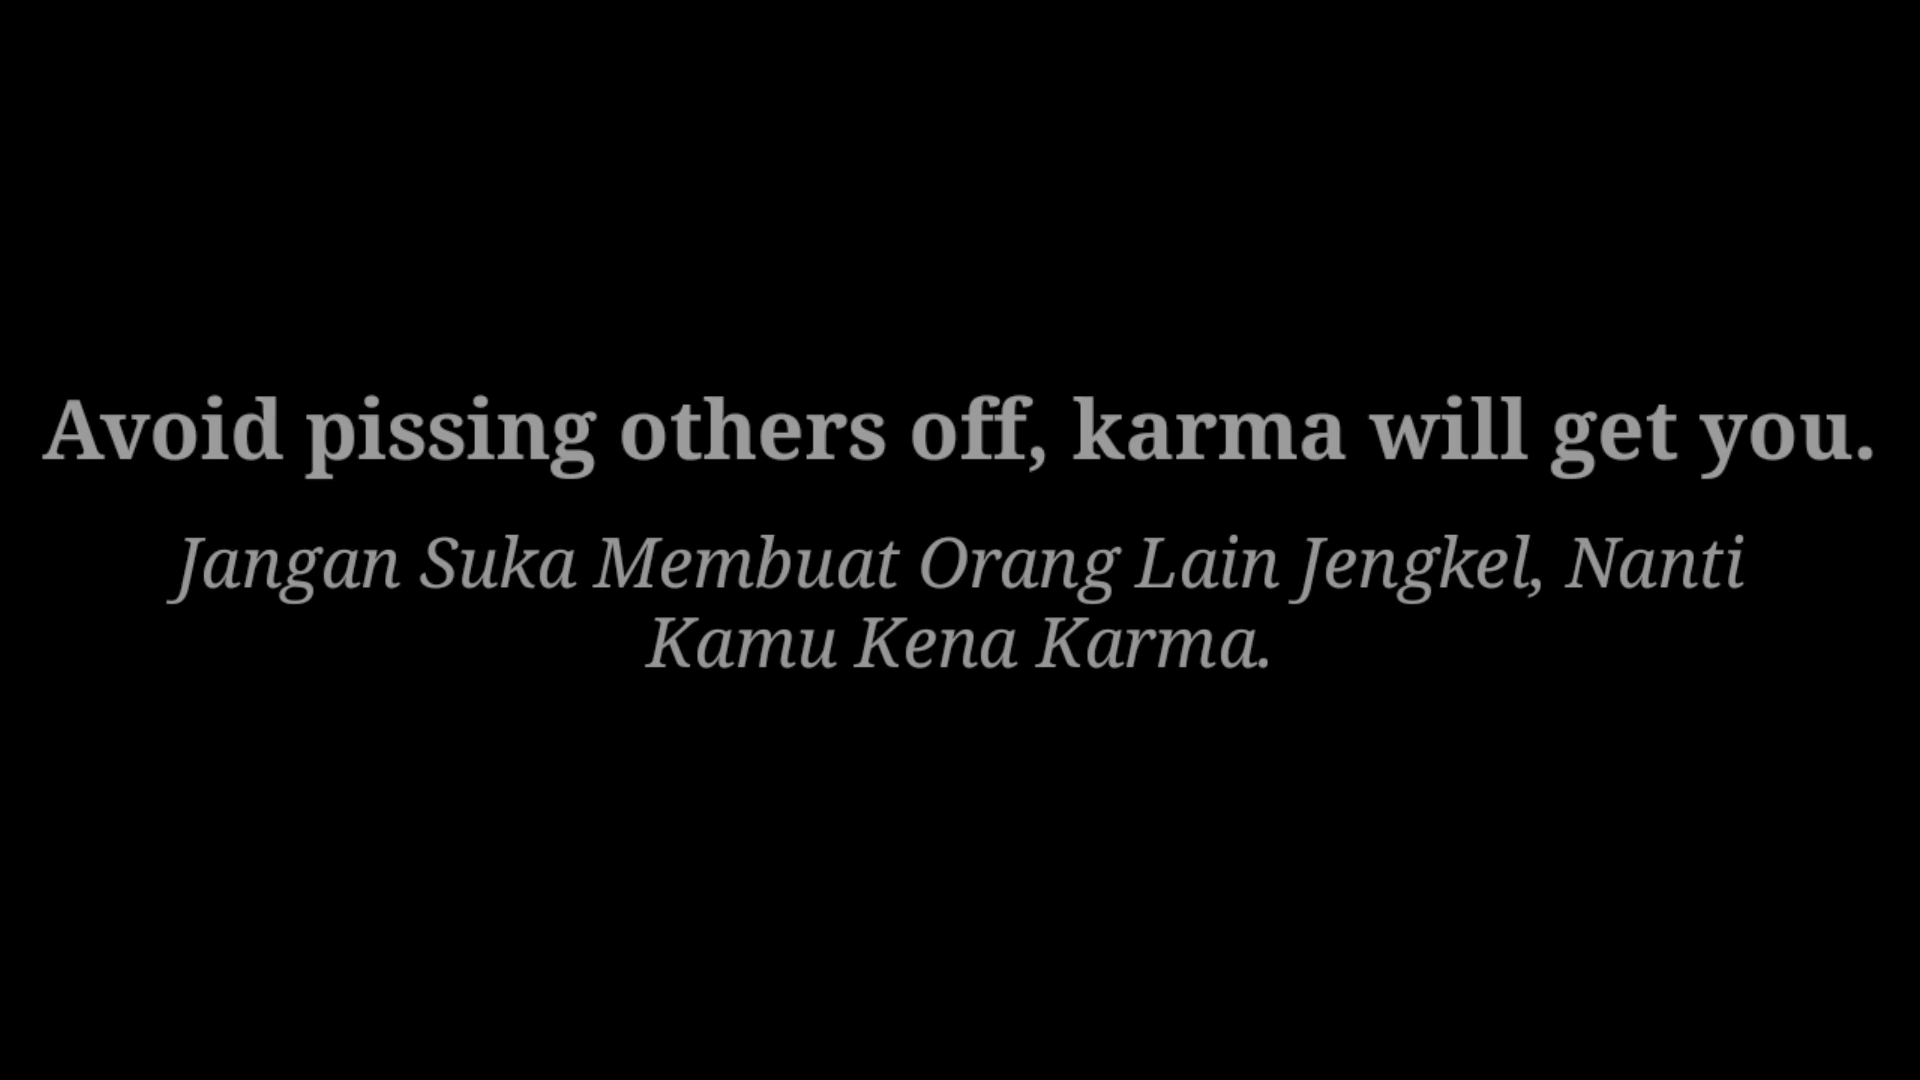 Avoid pissing others off, karma will get you.
Jangan Suka Membuat Orang Lain Jengkel, Nanti
Kamu Kena Karma.